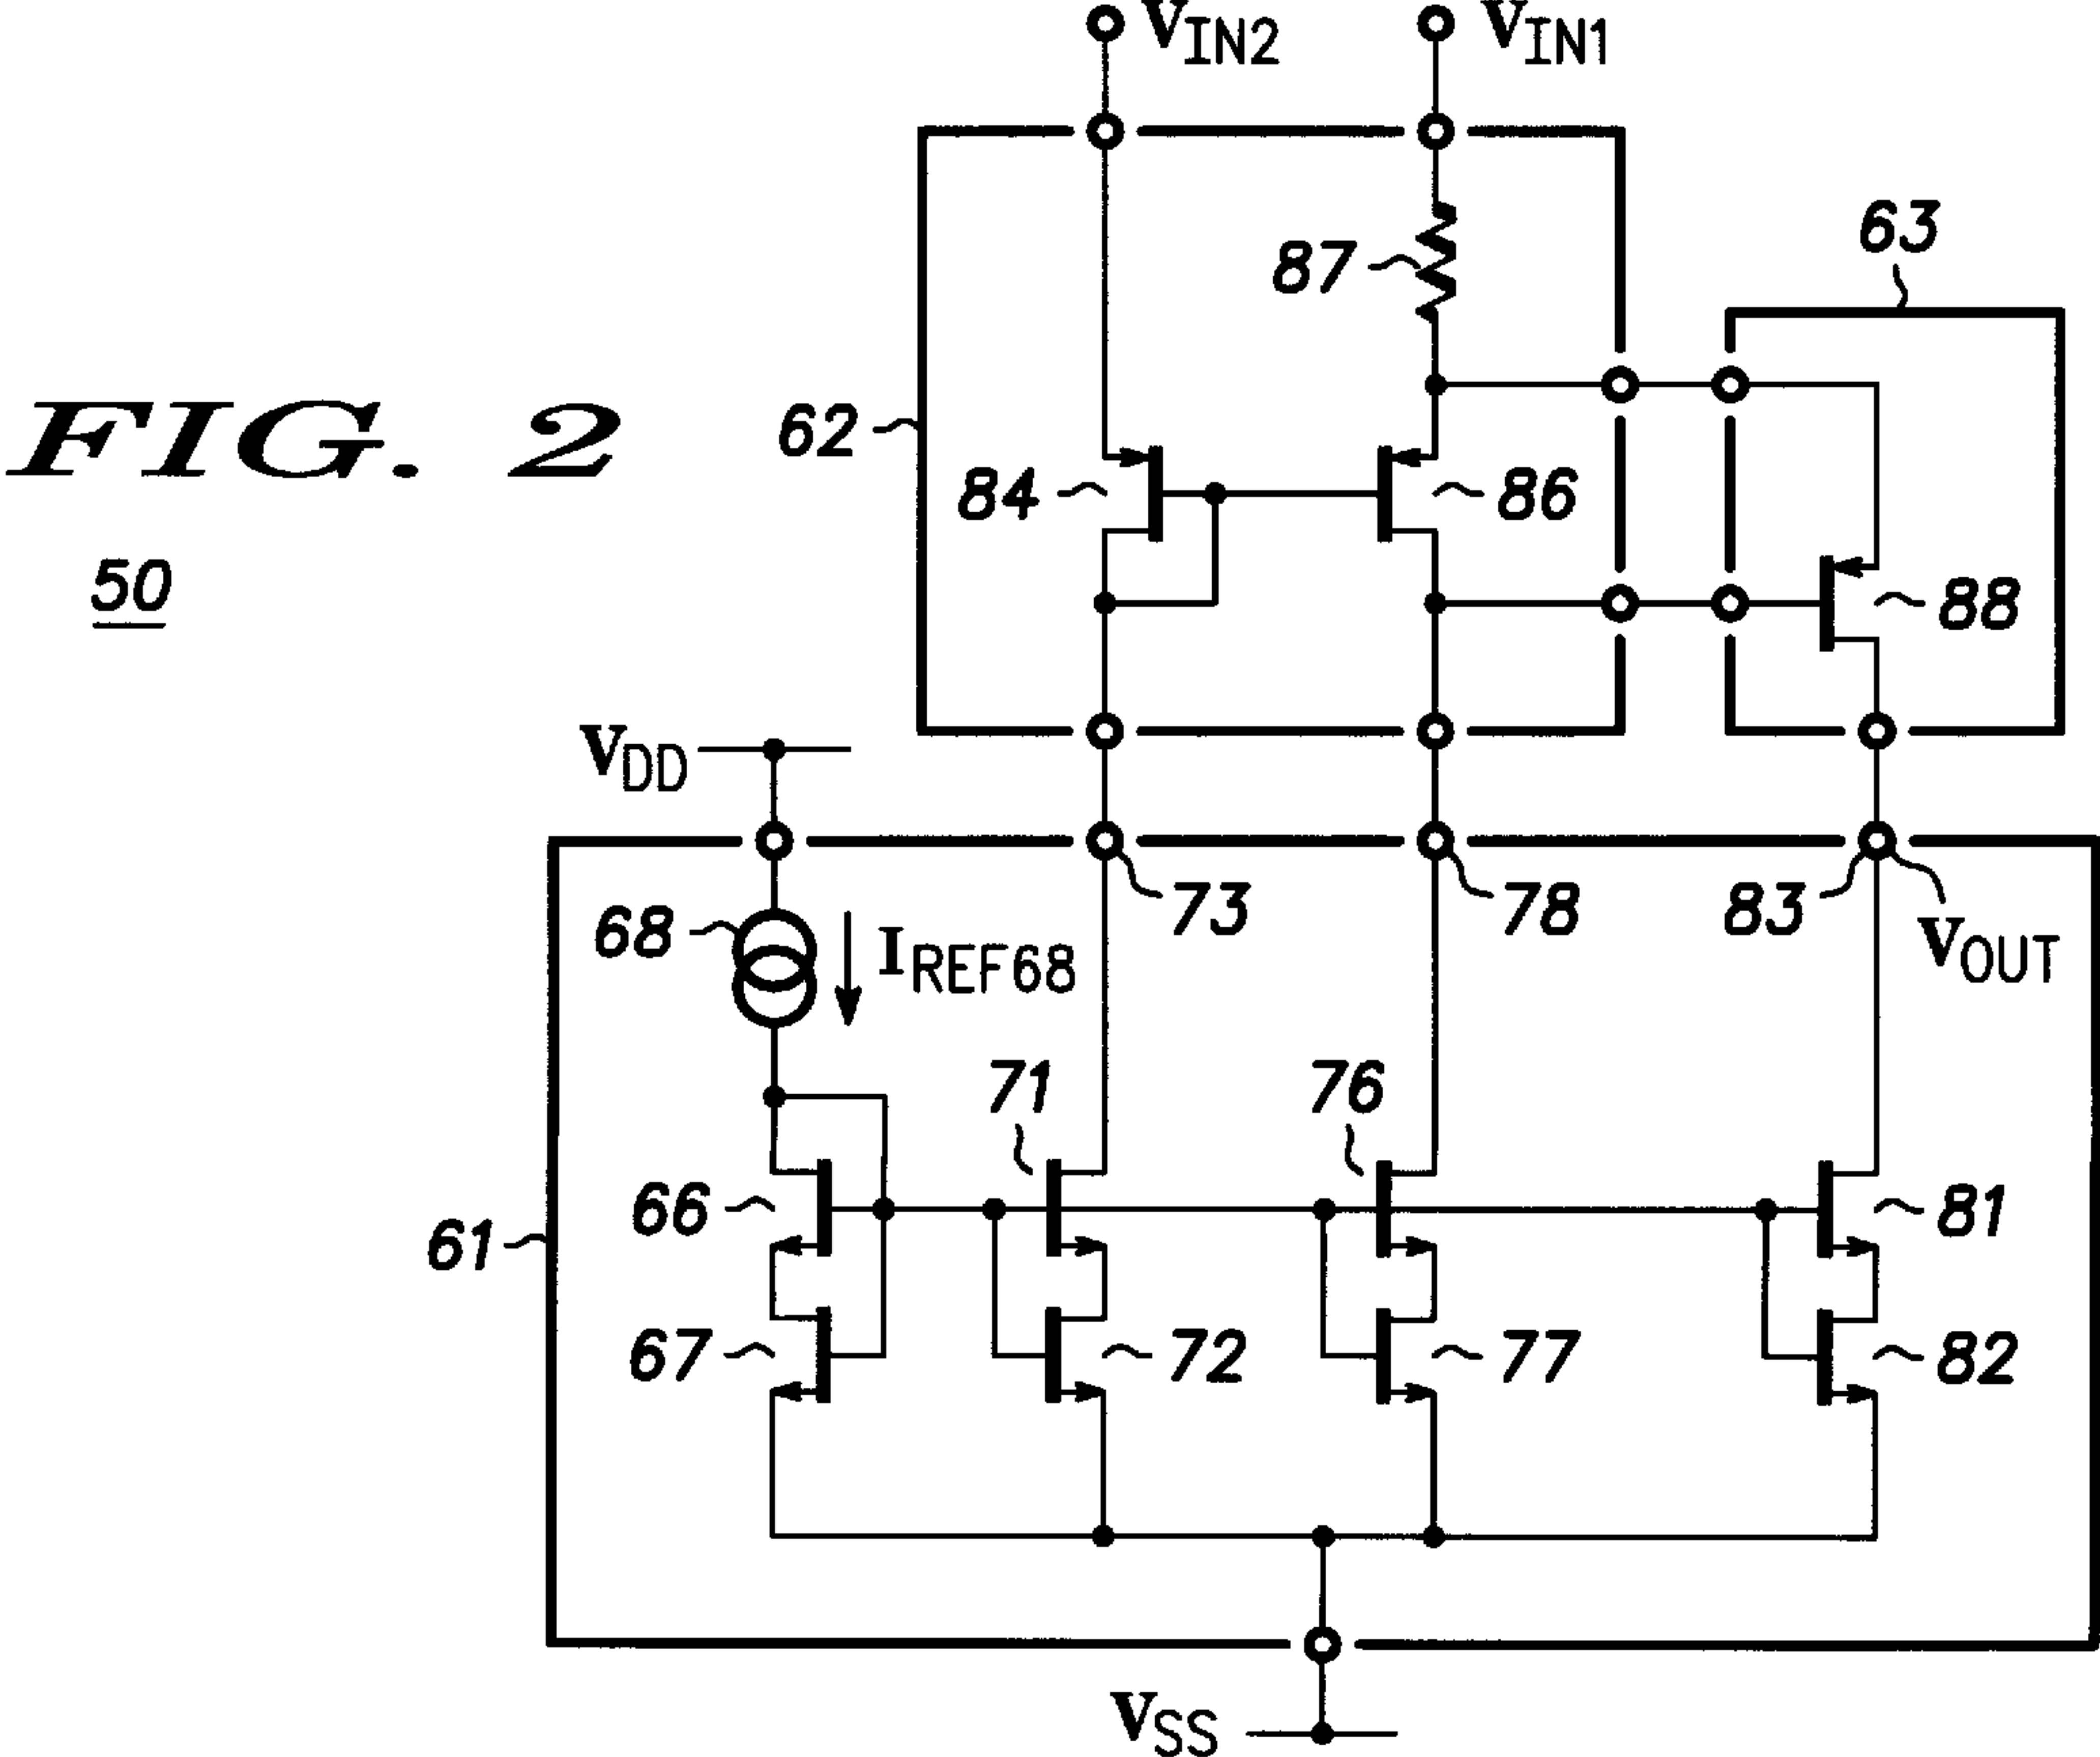 VIN2 VIN1
63
87
FIG. 2
62
84 86
50
88
VDD
73 78 83
68 IREF68
VOUT
71 76
66 81
61
67 72 77 82
VSS